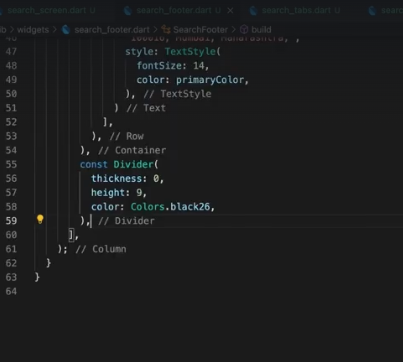 search_screen.dart U search_footer.dart U search_tabs.dart U search
ib > widgets > search_footer.dart > SearchFooter > build
46 Mumbai, Maharashtra,
47 style: TextStyle(
48 fontSize: 14,
49 color: primaryColor,
50 ), // TextStyle
51 ) // Text
52 ],
53 ), // Row
54 ), // Container
55 const Divider(
56 thickness: 0,
57 height: 9,
58 color: Colors.black26,
59 ), // Divider
60 ],
61 ); // Column
62 }
63 }
64